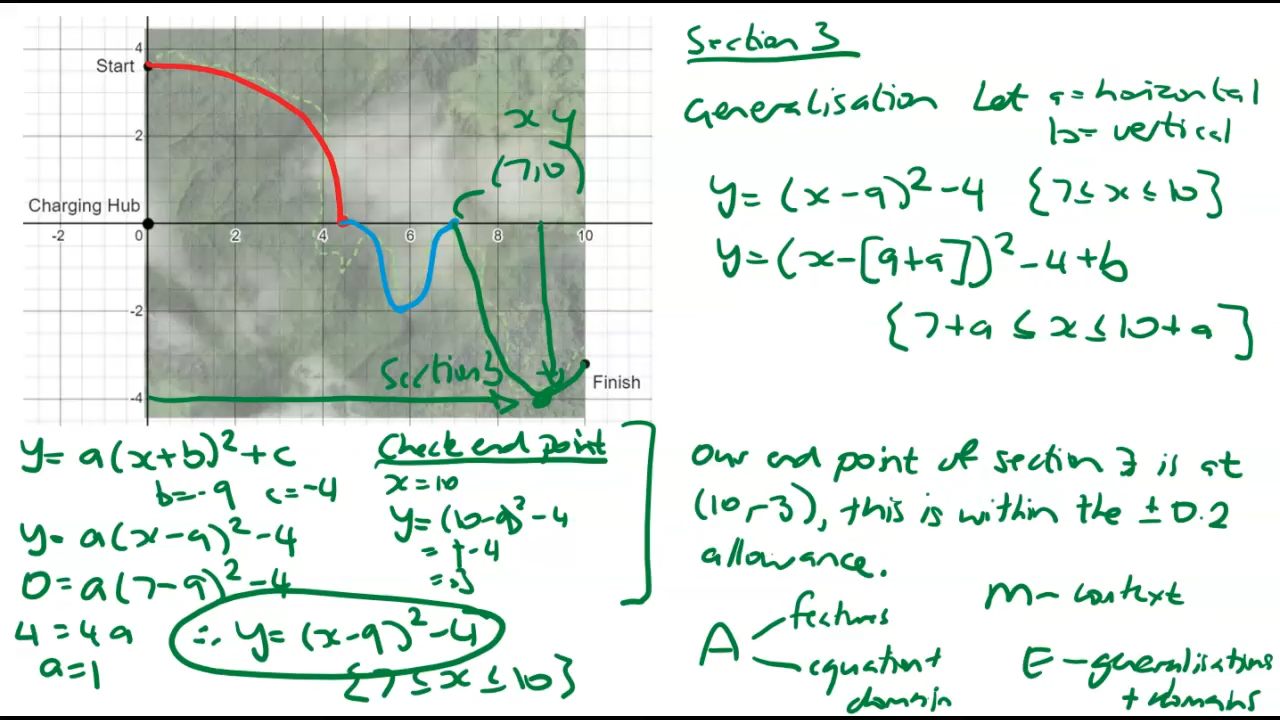 4
Start
2
x y
(7,0)
Charging Hub
-2
0
2
4
6
8
10
-2
Section 3
Finish
-4
y = a(x+b)² + c
b=-9 c=-4
y = a(x-9)² - 4
0 = a(7-9)² - 4
4 = 4a
a = 1
∴ y = (x-9)² - 4
{7 ≤ x ≤ 10}
Check end point
x = 10
y = (10-9)² - 4
= 1 - 4
= -3
Section 3
Generalisation Let a = horizontal
b = vertical
y = (x-9)² - 4 {7 ≤ x ≤ 10}
y = (x-[9+a])² - 4 + b
{7+a ≤ x ≤ 10+a}
Our end point of section 3 is at
(10,-3), this is within the ± 0.2
allowance.
A
features
equation +
domain
M - context
E - generalisations
+ domains